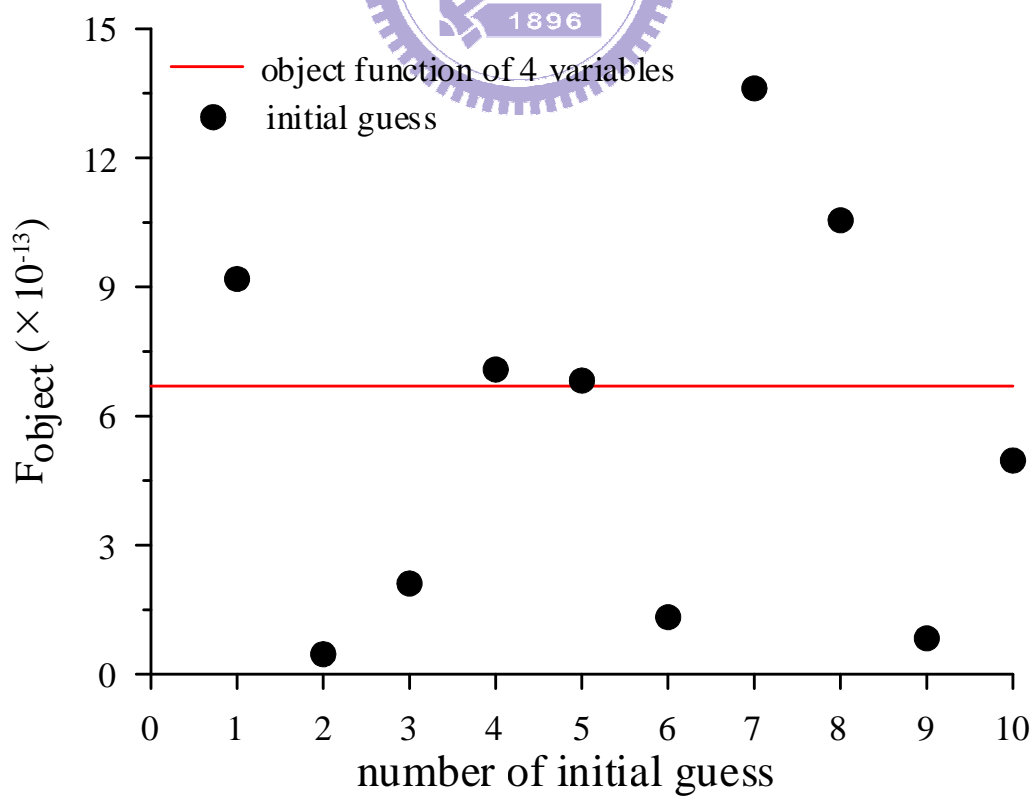 1896
15
object function of 4 variables
initial guess
12
9
6
3
0
Fobject (×10-13)
0 1 2 3 4 5 6 7 8 9 10
number of initial guess